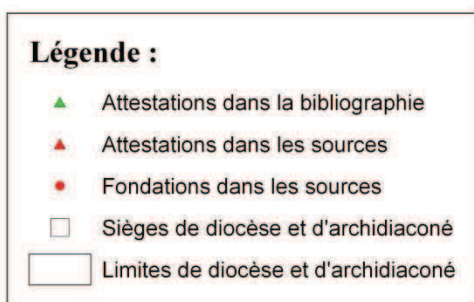 Légende :
Attestations dans la bibliographie
Attestations dans les sources
Fondations dans les sources
Sièges de diocèse et d'archidiaconé
Limites de diocèse et d'archidiaconé